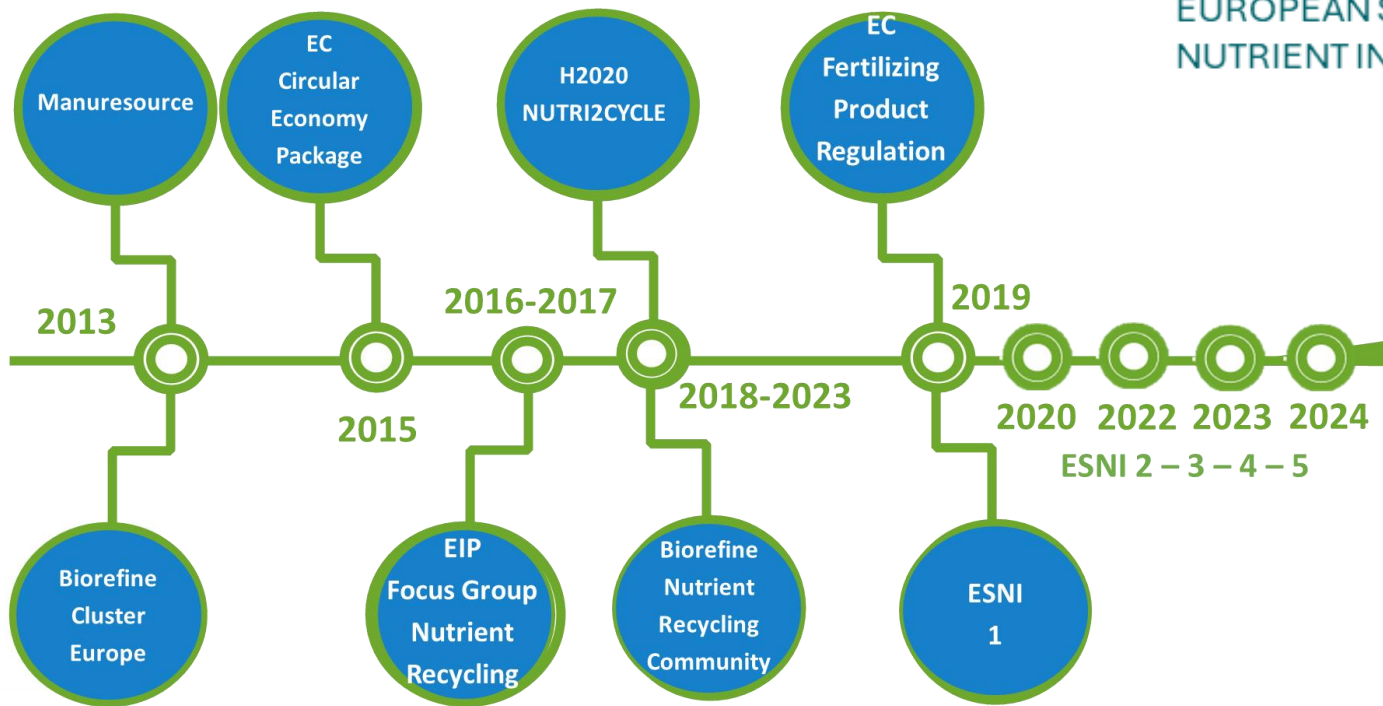 EUROPEAN S
NUTRIENT IN
Manuresource
EC
Circular
Economy
Package
H2020
NUTRI2CYCLE
EC
Fertilizing
Product
Regulation
2013
2015
2016-2017
2018-2023
2019
2020
2022
2023
2024
ESNI 2 – 3 – 4 – 5
Biorefine
Cluster
Europe
EIP
Focus Group
Nutrient
Recycling
Biorefine
Nutrient
Recycling
Community
ESNI
1